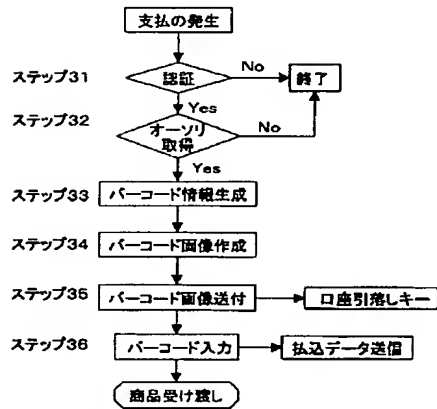 支払の発生
ステップ31
認証
No
終了
Yes
ステップ32
オーソリ
取得
No
Yes
ステップ33
バーコード情報生成
ステップ34
バーコード画像作成
ステップ35
バーコード画像送付
口座引落しキー
ステップ36
バーコード入力
払込データ送信
商品受け渡し